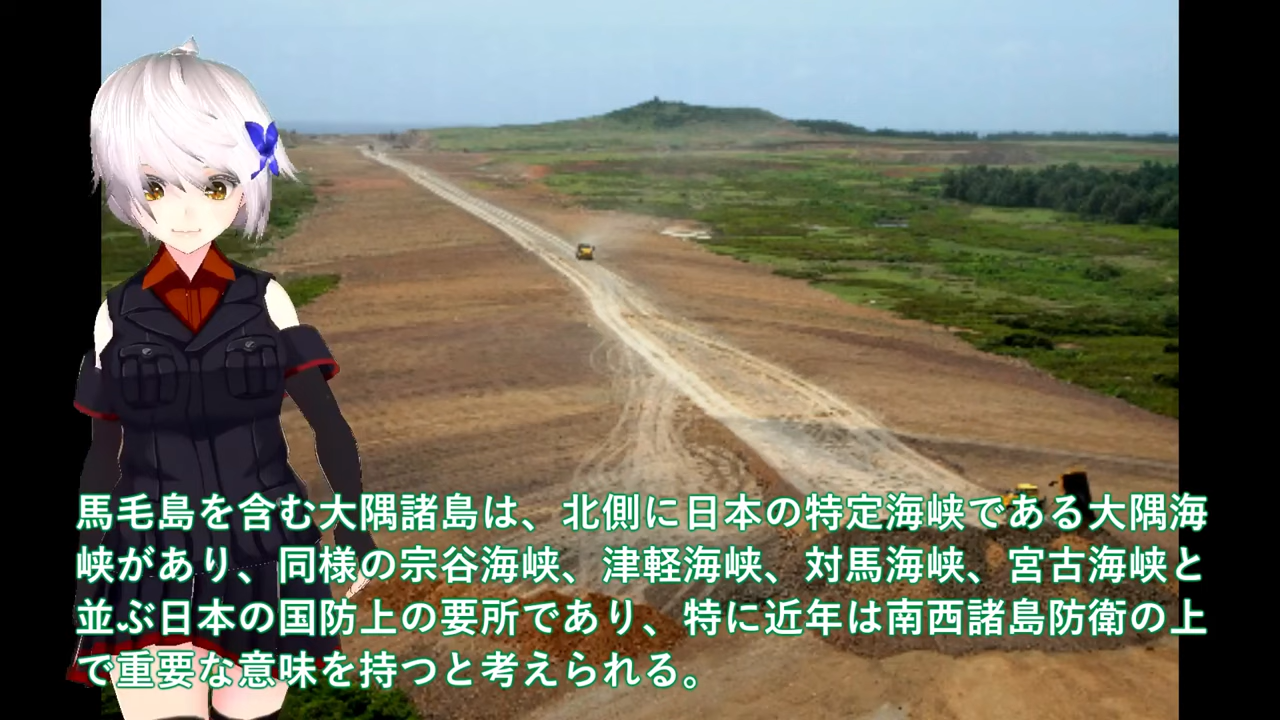 馬毛島を含む大隅諸島は、北側に日本の特定海峡である大隅海
峡があり、同様の宗谷海峡、津軽海峡、対馬海峡、宮古海峡と
並ぶ日本の国防上の要所であり、特に近年は南西諸島防衛の上
で重要な意味を持つと考えられる。